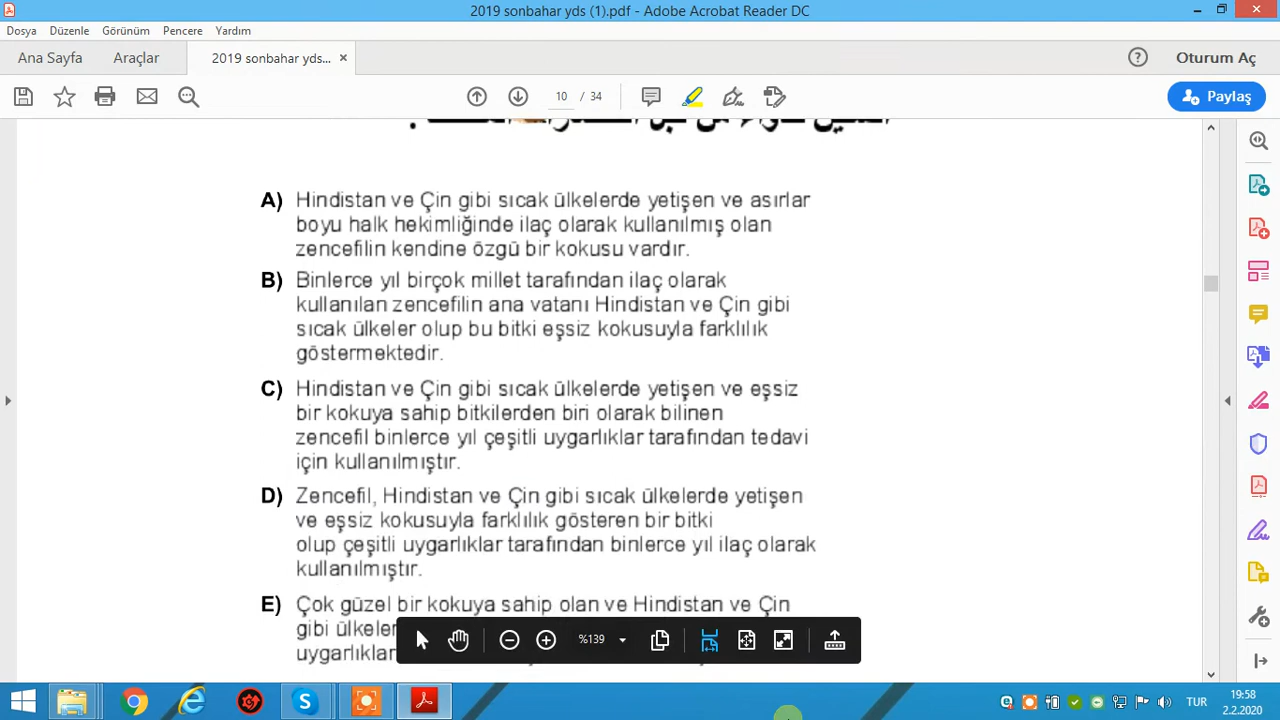 2019 sonbahar yds (1).pdf - Adobe Acrobat Reader DC
Dosya Düzenle Görünüm Pencere Yardım
Ana Sayfa Araçlar 2019 sonbahar yds... × Oturum Aç
10 / 34 Paylaş
A) Hindistan ve Çin gibi sıcak ülkelerde yetişen ve asırlar
boyu halk hekimliğinde ilaç olarak kullanılmış olan
zencefilin kendine özgü bir kokusu vardır.
B) Binlerce yıl birçok millet tarafından ilaç olarak
kullanılan zencefilin ana vatanı Hindistan ve Çin gibi
sıcak ülkeler olup bu bitki eşsiz kokusuyla farklılık
göstermektedir.
C) Hindistan ve Çin gibi sıcak ülkelerde yetişen ve eşsiz
bir kokuya sahip bitkilerden biri olarak bilinen
zencefil binlerce yıl çeşitli uygarlıklar tarafından tedavi
için kullanılmıştır.
D) Zencefil, Hindistan ve Çin gibi sıcak ülkelerde yetişen
ve eşsiz kokusuyla farklılık gösteren bir bitki
olup çeşitli uygarlıklar tarafından binlerce yıl ilaç olarak
kullanılmıştır.
E) Çok güzel bir kokuya sahip olan ve Hindistan ve Çin
gibi
%139
TUR
19:58
2.2.2020